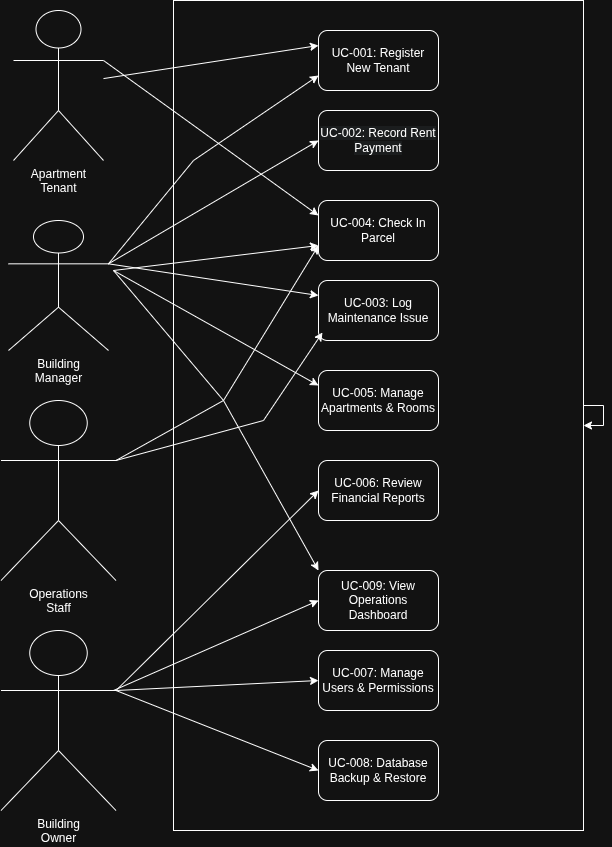 Apartment
Tenant
Building
Manager
Operations
Staff
Building
Owner
UC-001: Register
New Tenant
UC-002: Record Rent
Payment
UC-004: Check In
Parcel
UC-003: Log
Maintenance Issue
UC-005: Manage
Apartments & Rooms
UC-006: Review
Financial Reports
UC-009: View
Operations
Dashboard
UC-007: Manage
Users & Permissions
UC-008: Database
Backup & Restore